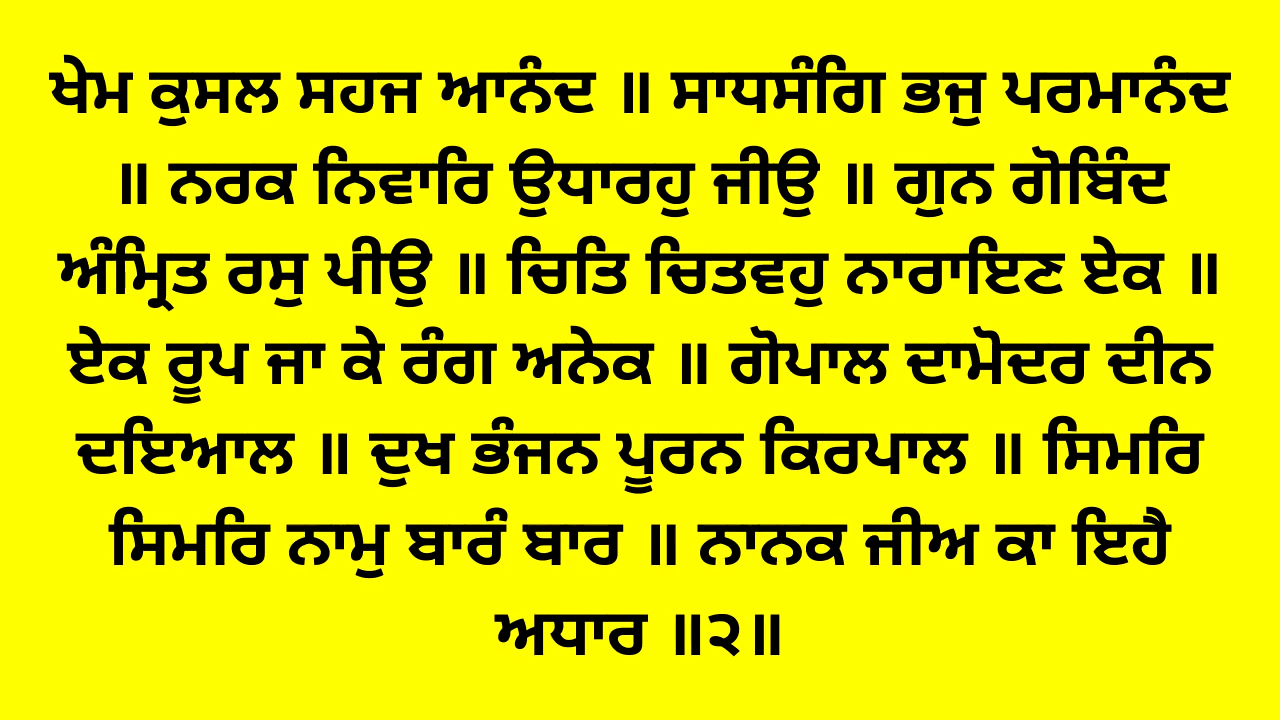 ਖੇਮ ਕੁਸਲ ਸਹਜ ਆਨੰਦ ॥ ਸਾਧਸੰਗਿ ਭਜੁ ਪਰਮਾਨੰਦ
॥ ਨਰਕ ਨਿਵਾਰਿ ਉਧਾਰਹੁ ਜੀਉ ॥ ਗੁਨ ਗੋਬਿੰਦ
ਅੰਮ੍ਰਿਤ ਰਸੁ ਪੀਉ ॥ ਚਿਤਿ ਚਿਤਵਹੁ ਨਾਰਾਇਣ ਏਕ ॥
ਏਕ ਰੂਪ ਜਾ ਕੇ ਰੰਗ ਅਨੇਕ ॥ ਗੋਪਾਲ ਦਾਮੋਦਰ ਦੀਨ
ਦਇਆਲ ॥ ਦੁਖ ਭੰਜਨ ਪੂਰਨ ਕਿਰਪਾਲ ॥ ਸਿਮਰਿ
ਸਿਮਰਿ ਨਾਮੁ ਬਾਰੰ ਬਾਰ ॥ ਨਾਨਕ ਜੀਅ ਕਾ ਇਹੈ
ਅਧਾਰ ॥੨॥